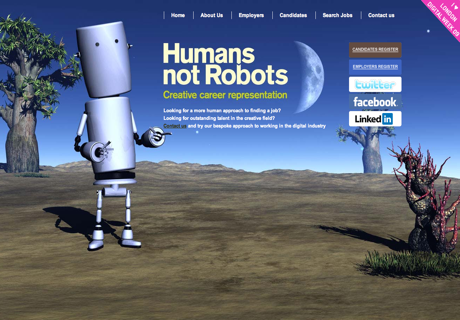 Home
About Us
Employers
Candidates
Search Jobs
Contact us
I ♥
LONDON
DIGITAL WEEK 09
Humans
not Robots
Creative career representation
Looking for a more human approach to finding a job?
Looking for outstanding talent in the creative field?
Contact us and try our bespoke approach to working in the digital industry
CANDIDATES REGISTER
EMPLOYERS REGISTER
twitter
facebook
Linked in